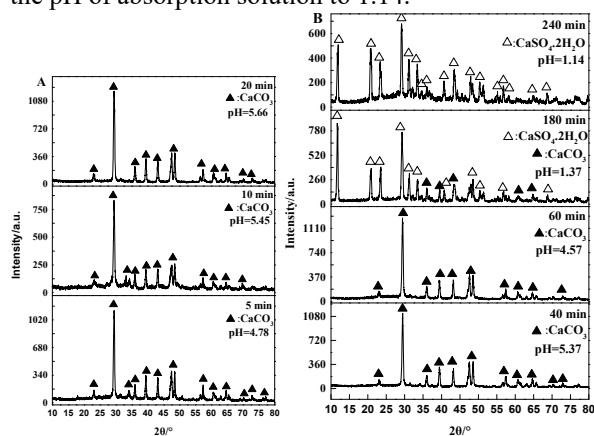 the pH of absorption solution to 1.14.
A
20 min
▲:CaCO3
pH=5.66
1080
720
360
0
10 min
▲:CaCO3
pH=5.45
750
500
250
0
5 min
▲:CaCO3
pH=4.78
1020
680
340
0
Intensity/a.u.
10 15 20 25 30 35 40 45 50 55 60 65 70 75 80
2θ/°
B
240 min
△:CaSO4.2H2O
pH=1.14
600
400
200
0
180 min
△:CaSO4.2H2O
▲:CaCO3
pH=1.37
780
520
260
0
60 min
▲:CaCO3
pH=4.57
1110
740
370
0
40 min
▲:CaCO3
pH=5.37
1080
720
360
0
Intensity/a.u.
10 15 20 25 30 35 40 45 50 55 60 65 70 75 80
2θ/°